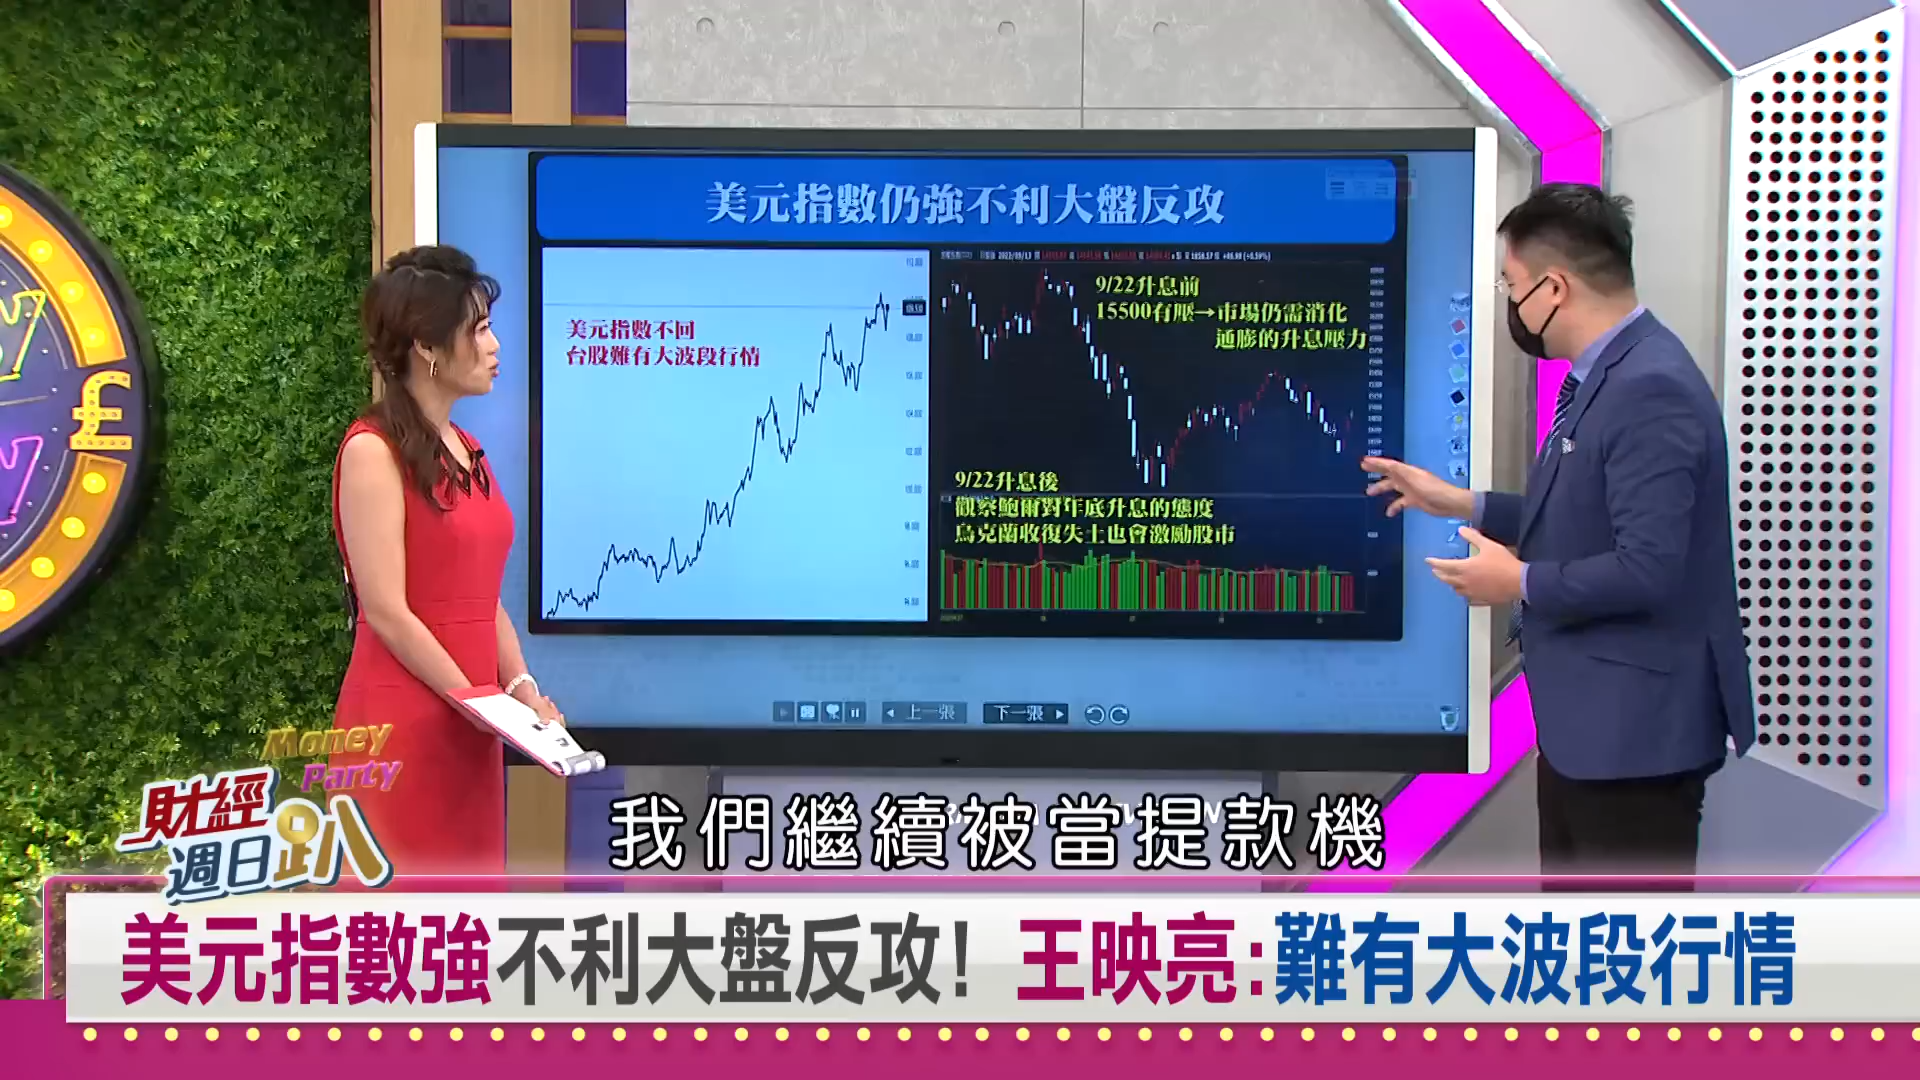 美元指數仍強不利大盤反攻
美元指數不回
台股難有大波段行情
9/22升息前
15500有壓→市場仍需消化
通膨的升息壓力
9/22升息後
觀察鮑爾對年底升息的態度
烏克蘭收復失土也會激勵股市
上一張
下一張
Money
Party
財經
週日趴
我們繼續被當提款機
美元指數強不利大盤反攻! 王映亮:難有大波段行情